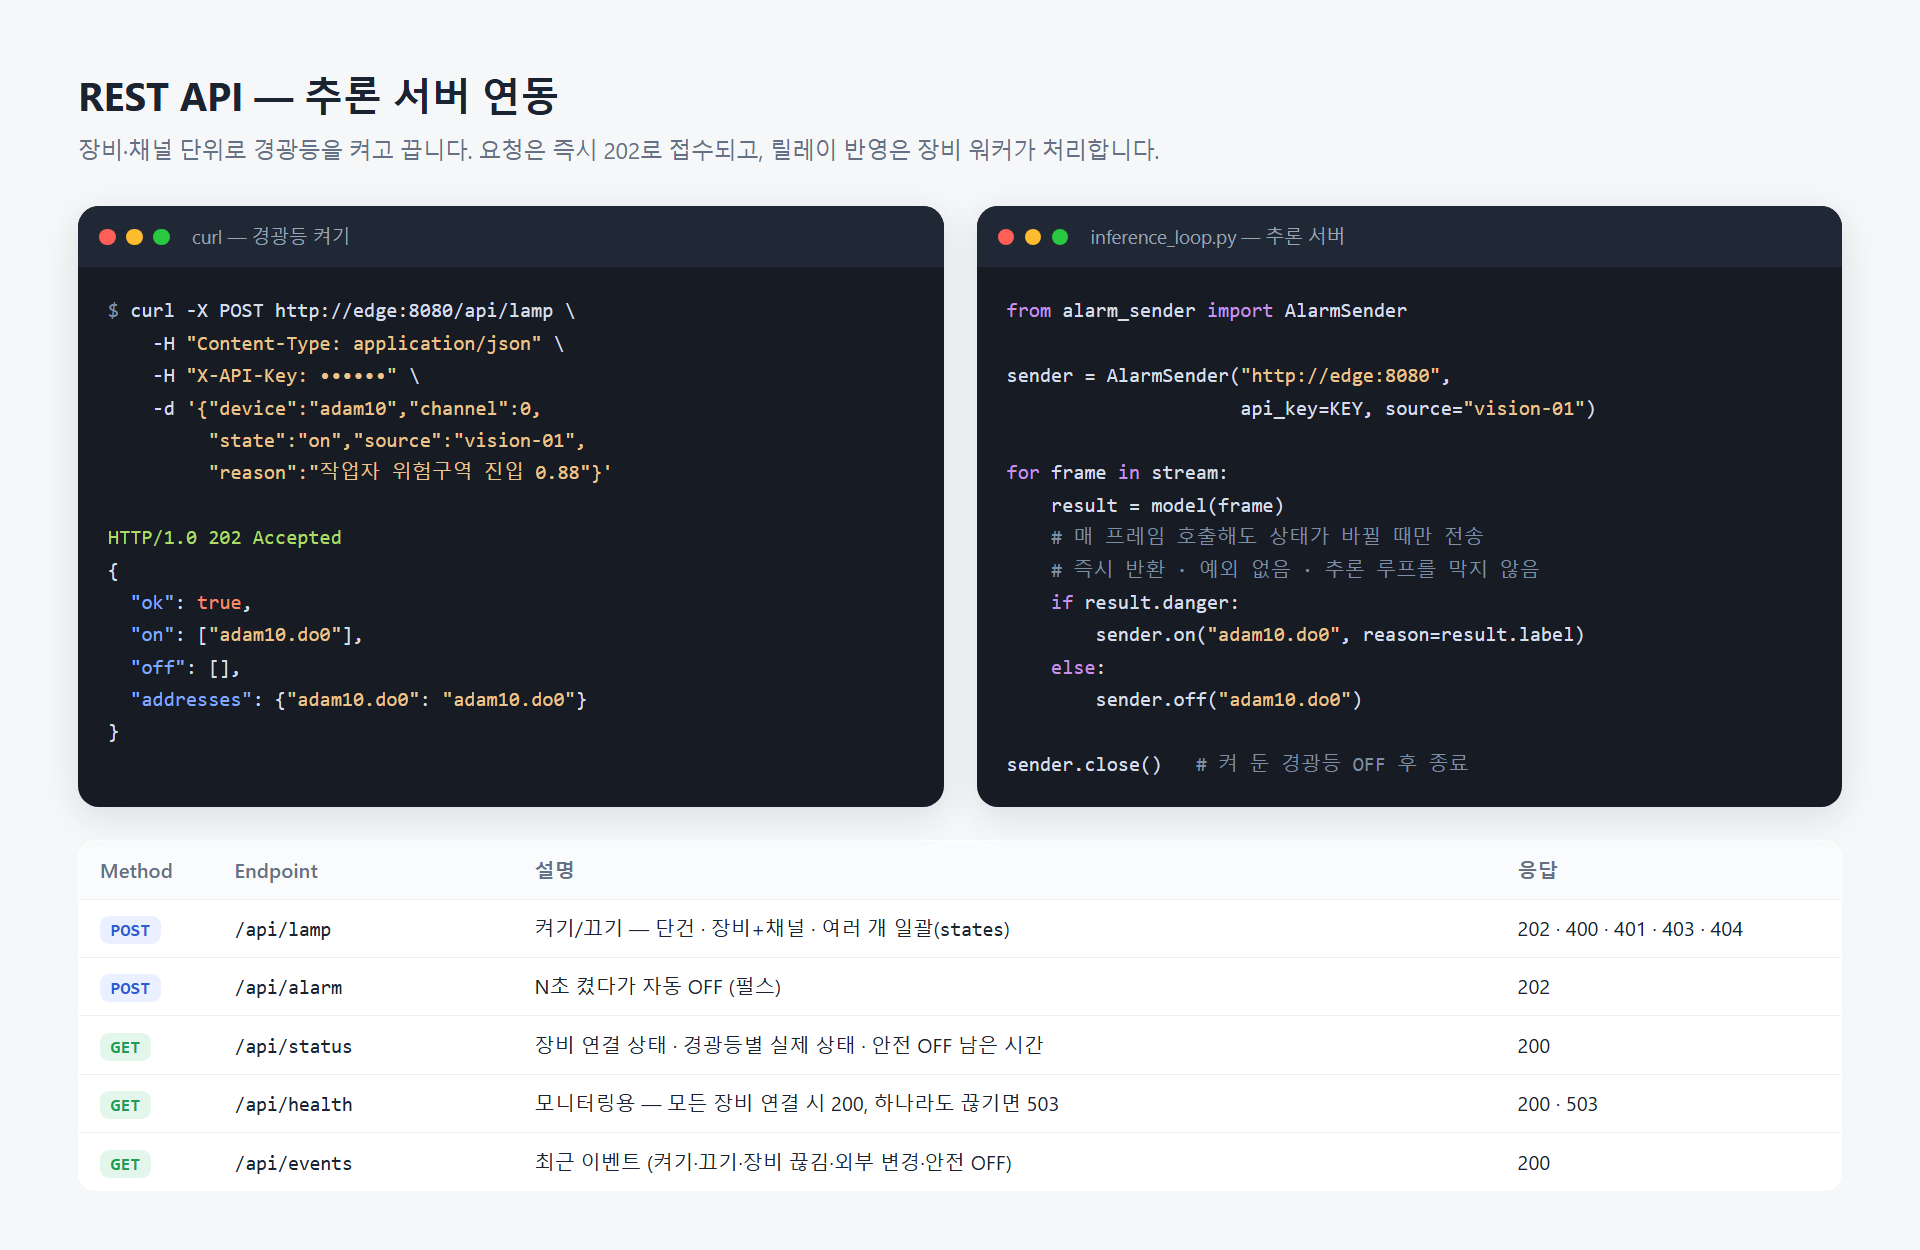 REST API — 추론 서버 연동
장비·채널 단위로 경광등을 켜고 끕니다. 요청은 즉시 202로 접수되고, 릴레이 반영은 장비 워커가 처리합니다.
curl — 경광등 켜기
$ curl -X POST http://edge:8080/api/lamp \
    -H "Content-Type: application/json" \
    -H "X-API-Key: ••••••" \
    -d '{"device":"adam10","channel":0,
         "state":"on","source":"vision-01",
         "reason":"작업자 위험구역 진입 0.88"}'
HTTP/1.0 202 Accepted
{
  "ok": true,
  "on": ["adam10.do0"],
  "off": [],
  "addresses": {"adam10.do0": "adam10.do0"}
}
inference_loop.py — 추론 서버
from alarm_sender import AlarmSender
sender = AlarmSender("http://edge:8080",
                     api_key=KEY, source="vision-01")
for frame in stream:
    result = model(frame)
    # 매 프레임 호출해도 상태가 바뀔 때만 전송
    # 즉시 반환 · 예외 없음 · 추론 루프를 막지 않음
    if result.danger:
        sender.on("adam10.do0", reason=result.label)
    else:
        sender.off("adam10.do0")
sender.close()   # 켜 둔 경광등 OFF 후 종료
Method Endpoint 설명 응답
POST /api/lamp 켜기/끄기 — 단건 · 장비+채널 · 여러 개 일괄(states) 202 · 400 · 401 · 403 · 404
POST /api/alarm N초 켰다가 자동 OFF (펄스) 202
GET /api/status 장비 연결 상태 · 경광등별 실제 상태 · 안전 OFF 남은 시간 200
GET /api/health 모니터링용 — 모든 장비 연결 시 200, 하나라도 끊기면 503 200 · 503
GET /api/events 최근 이벤트 (켜기·끄기·장비 끊김·외부 변경·안전 OFF) 200